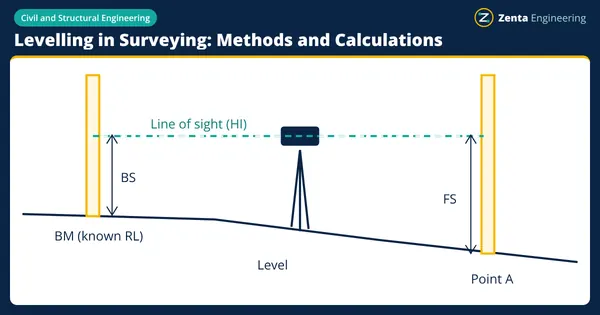 Civil and Structural Engineering
Zenta Engineering
Levelling in Surveying: Methods and Calculations
Line of sight (HI)
BS
FS
BM (known RL)
Level
Point A